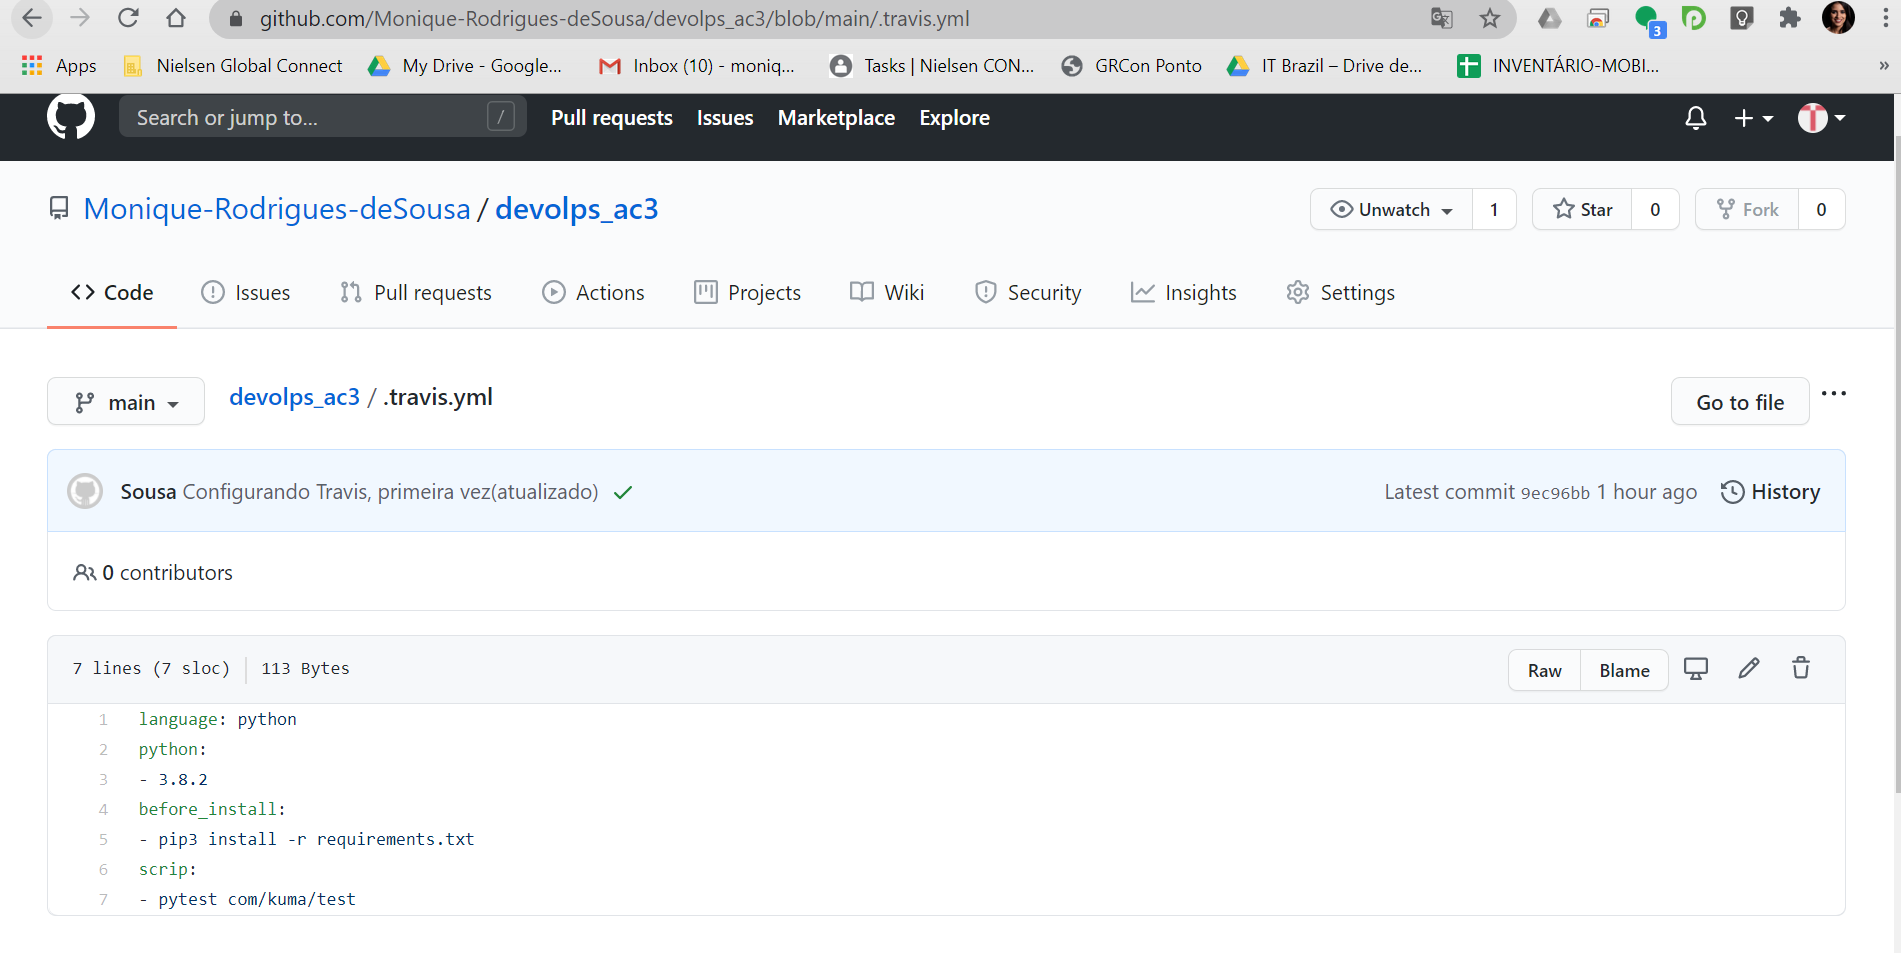 github.com/Monique-Rodrigues-deSousa/devolps_ac3/blob/main/.travis.yml
3
Apps Nielsen Global Connect My Drive - Google... Inbox (10) - moniq... Tasks | Nielsen CON... GRCon Ponto IT Brazil – Drive de... INVENTÁRIO-MOBI... »
Search or jump to... / Pull requests Issues Marketplace Explore
Monique-Rodrigues-deSousa / devolps_ac3 Unwatch 1 Star 0 Fork 0
Code Issues Pull requests Actions Projects Wiki Security Insights Settings
main devolps_ac3 / .travis.yml Go to file ...
Sousa Configurando Travis, primeira vez(atualizado) Latest commit 9ec96bb 1 hour ago History
0 contributors
7 lines (7 sloc) 113 Bytes Raw Blame
1 language: python
2 python:
3 - 3.8.2
4 before_install:
5 - pip3 install -r requirements.txt
6 scrip:
7 - pytest com/kuma/test